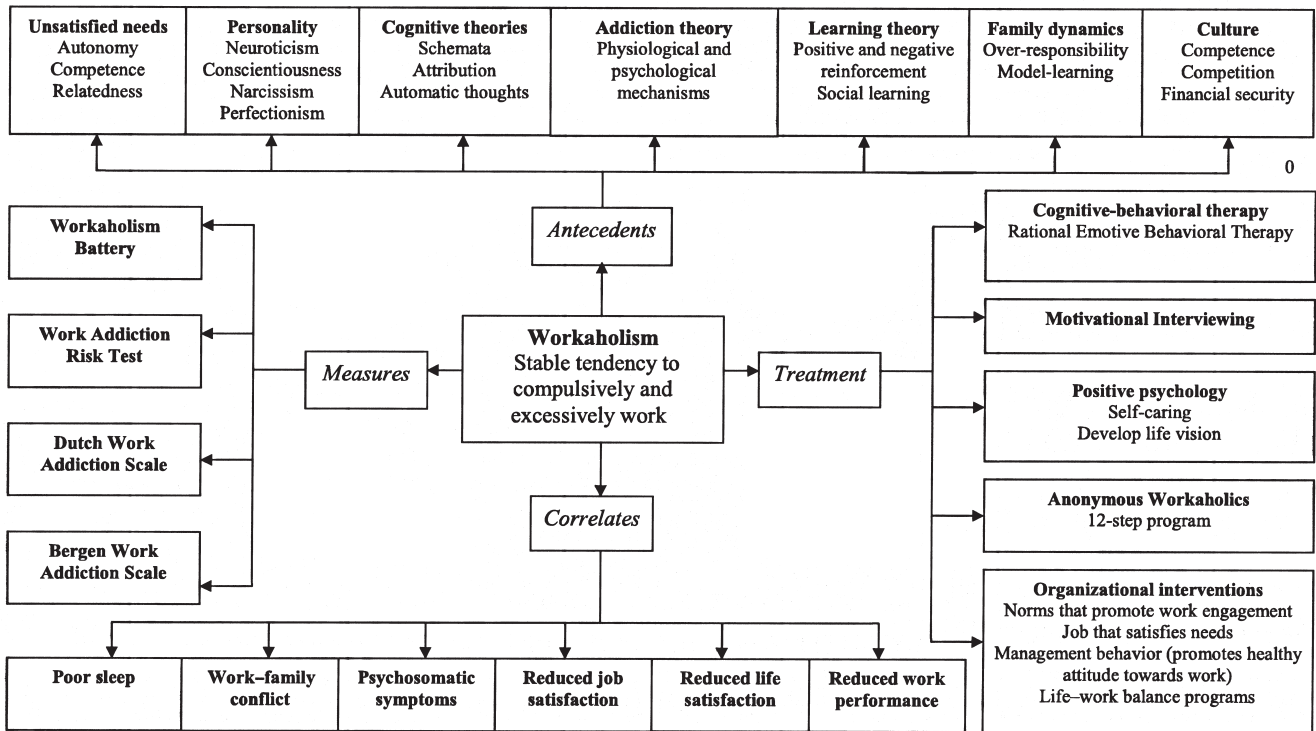 Unsatisfied needs
Autonomy
Competence
Relatedness
Personality
Neuroticism
Conscientiousness
Narcissism
Perfectionism
Cognitive theories
Schemata
Attribution
Automatic thoughts
Addiction theory
Physiological and
psychological
mechanisms
Learning theory
Positive and negative
reinforcement
Social learning
Family dynamics
Over-responsibility
Model-learning
Culture
Competence
Competition
Financial security
0
Antecedents
Workaholism
Battery
Work Addiction
Risk Test
Dutch Work
Addiction Scale
Bergen Work
Addiction Scale
Measures
Workaholism
Stable tendency to
compulsively and
excessively work
Treatment
Cognitive-behavioral therapy
Rational Emotive Behavioral Therapy
Motivational Interviewing
Positive psychology
Self-caring
Develop life vision
Anonymous Workaholics
12-step program
Organizational interventions
Norms that promote work engagement
Job that satisfies needs
Management behavior (promotes healthy
attitude towards work)
Life–work balance programs
Correlates
Poor sleep
Work–family
conflict
Psychosomatic
symptoms
Reduced job
satisfaction
Reduced life
satisfaction
Reduced work
performance